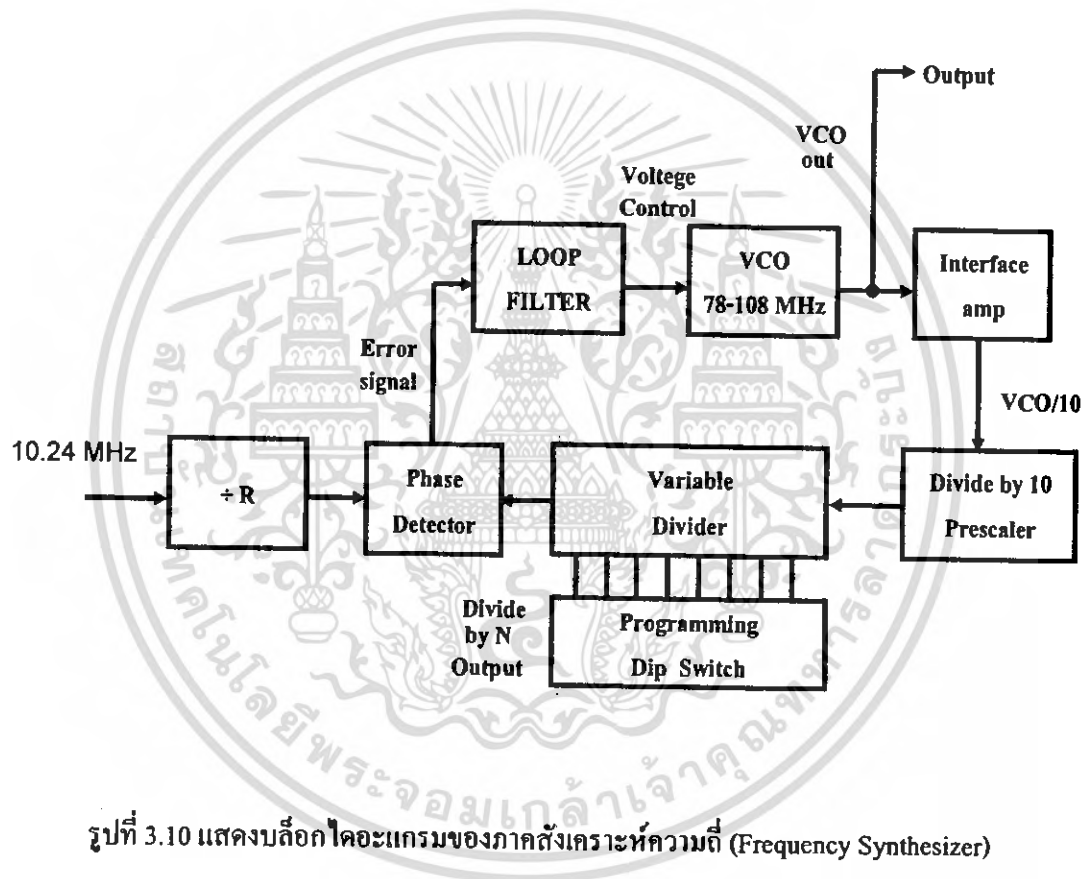 Output
VCO
out
Voltege
Control
LOOP
FILTER
VCO
78-108 MHz
Interface
amp
Error
signal
VCO/10
10.24 MHz
÷ R
Phase
Detector
Variable
Divider
Divide by 10
Prescaler
Divide
by N
Output
Programming
Dip Switch
รูปที่ 3.10 แสดงบล็อกไดอะแกรมของภาคสังเคราะห์ความถี่ (Frequency Synthesizer)